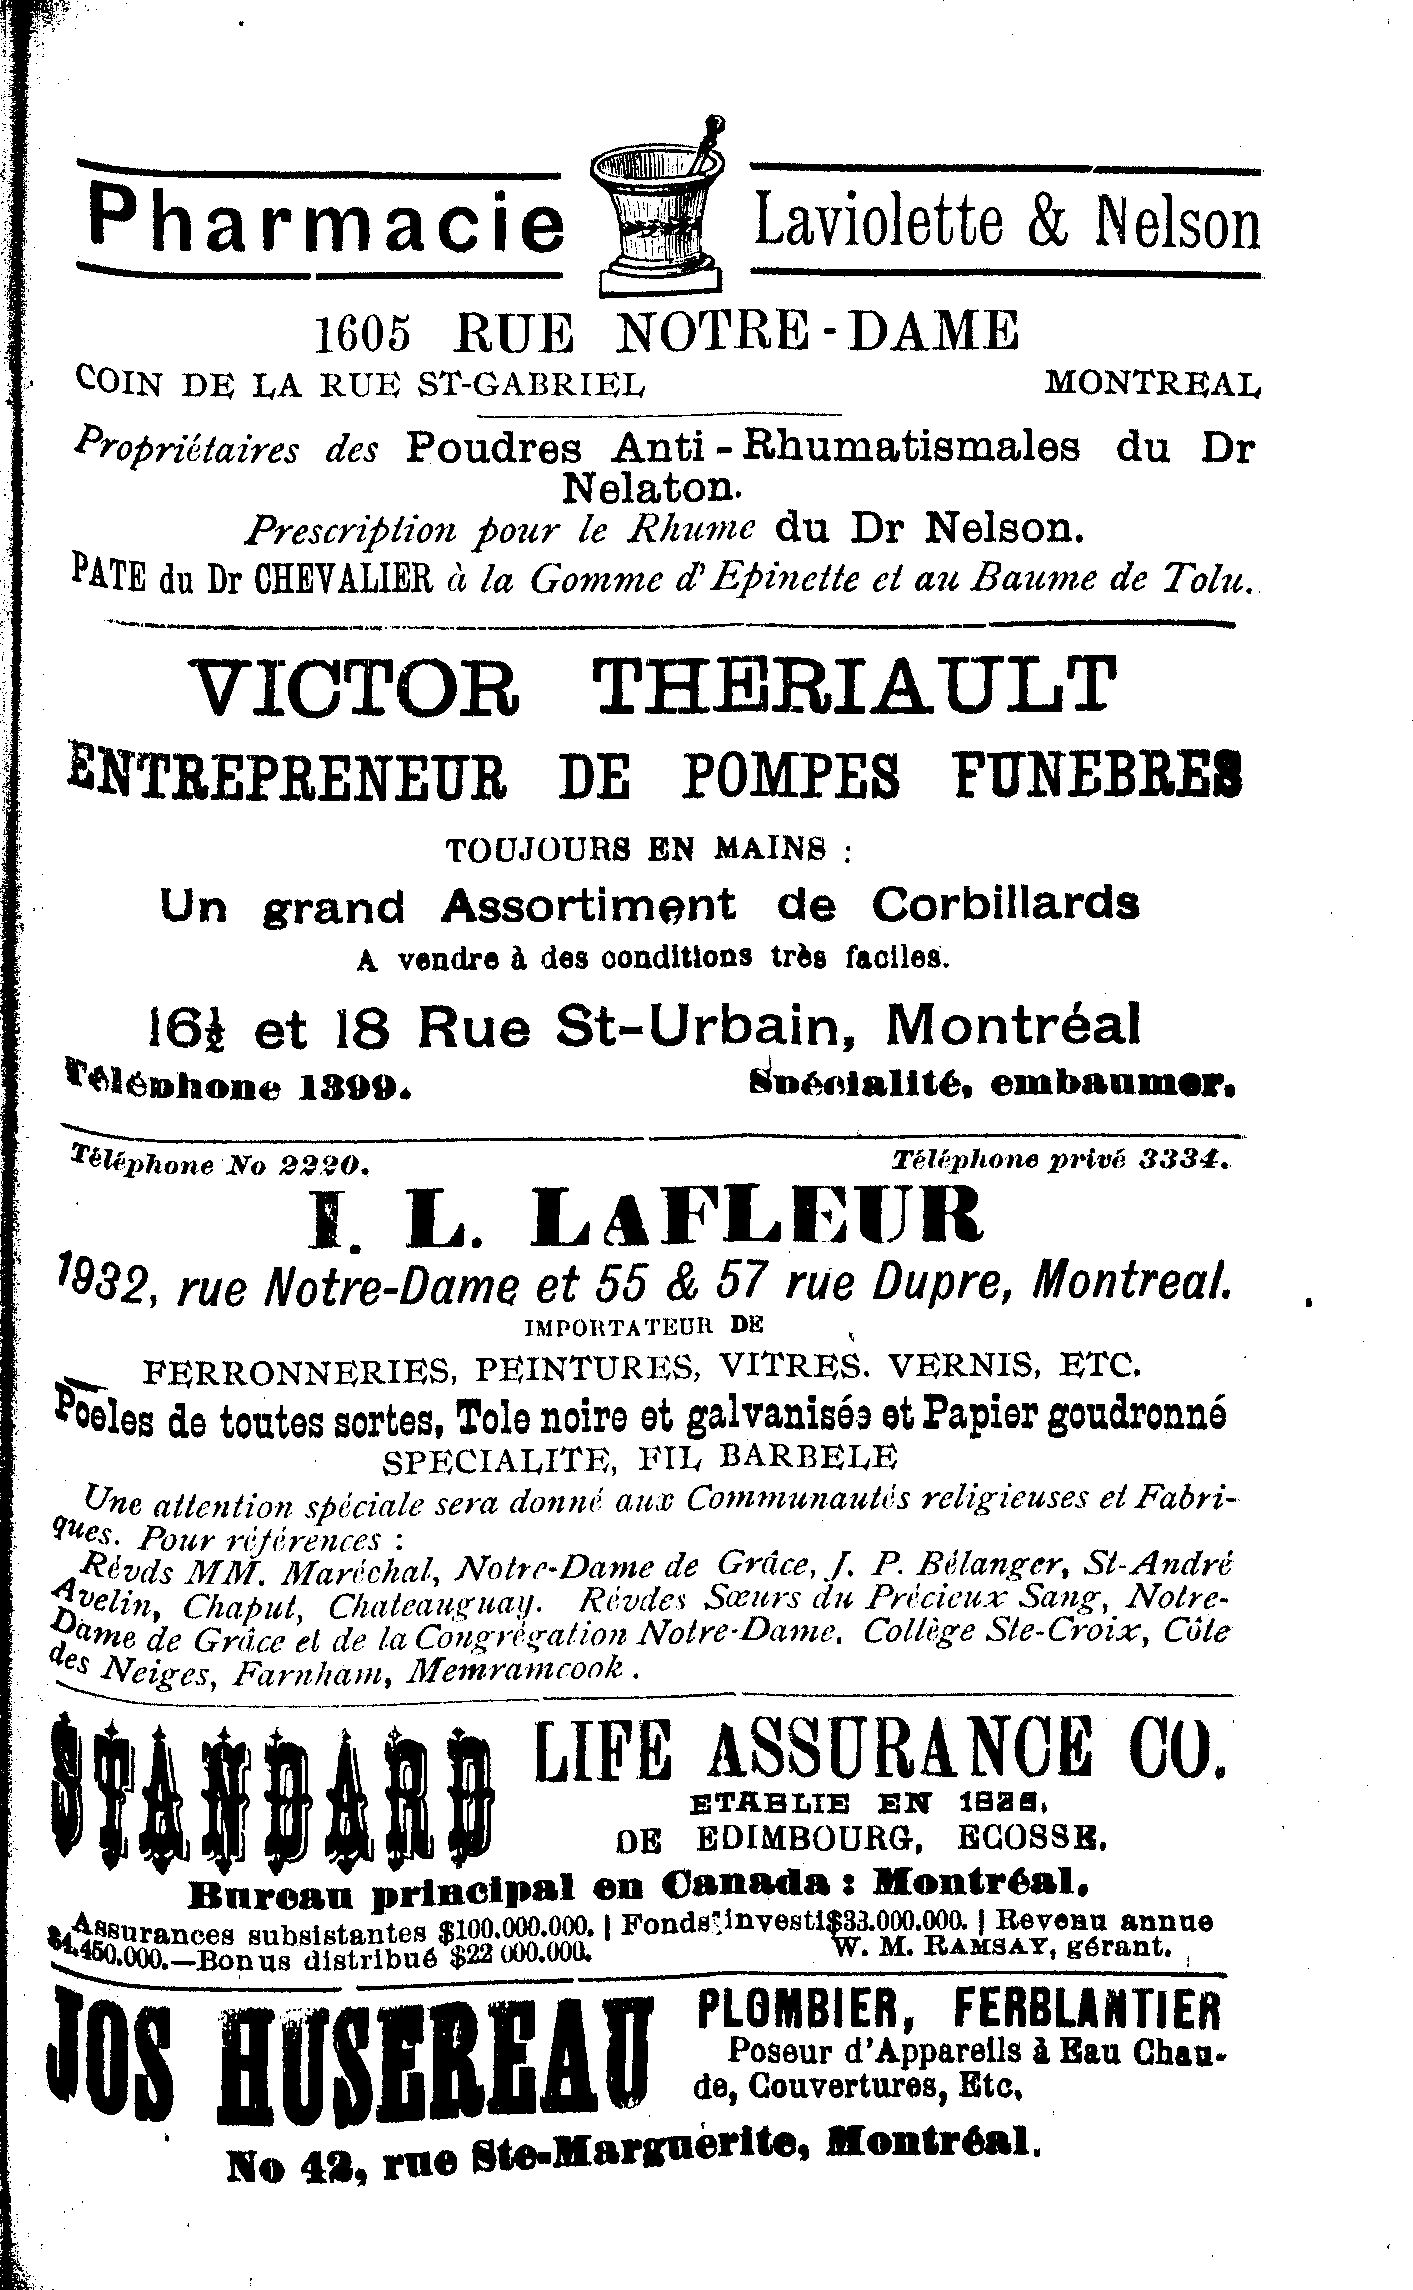 Pharmacie Laviolette & Nelson
1605 RUE NOTRE-DAME
COIN DE LA RUE ST-GABRIEL MONTREAL
Propriétaires des Poudres Anti-Rhumatismales du Dr
Nelaton.
Prescription pour le Rhume du Dr Nelson.
PATE du Dr CHEVALIER à la Gomme d'Epinette et au Baume de Tolu.
VICTOR THERIAULT
ENTREPRENEUR DE POMPES FUNEBRES
TOUJOURS EN MAINS :
Un grand Assortiment de Corbillards
A vendre à des conditions très faciles.
16½ et 18 Rue St-Urbain, Montréal
Téléphone 1399. Spécialité, embaumer.
Téléphone No 2220. Téléphone privé 3334.
I. L. LAFLEUR
1932, rue Notre-Dame et 55 & 57 rue Dupre, Montreal.
IMPORTATEUR DE
FERRONNERIES, PEINTURES, VITRES. VERNIS, ETC.
Poeles de toutes sortes, Tole noire et galvanisée et Papier goudronné
SPECIALITE, FIL BARBELE
Une attention spéciale sera donné aux Communautés religieuses et Fabri-
ques. Pour références :
Révds MM. Maréchal, Notre-Dame de Grâce, J. P. Bélanger, St-André
Avelin, Chaput, Chateauguay. Révdes Sœurs du Précieux Sang, Notre-
Dame de Grâce et de la Congrégation Notre-Dame. Collège Ste-Croix, Côte
des Neiges, Farnham, Memramcook.
STANDARD LIFE ASSURANCE CO.
ETABLIE EN
DE EDIMBOURG, ECOSSE.
Bureau principal en Canada : Montréal.
Assurances subsistantes $100.000.000. | Fonds investi $33.000.000. | Revenu annue
$4.450.000.—Bonus distribué $22 000.000. W. M. RAMSAY, gérant.
JOS HUSEREAU PLOMBIER, FERBLANTIER
Poseur d'Appareils à Eau Chau-
de, Couvertures, Etc,
No 42, rue Ste-Marguerite, Montréal.